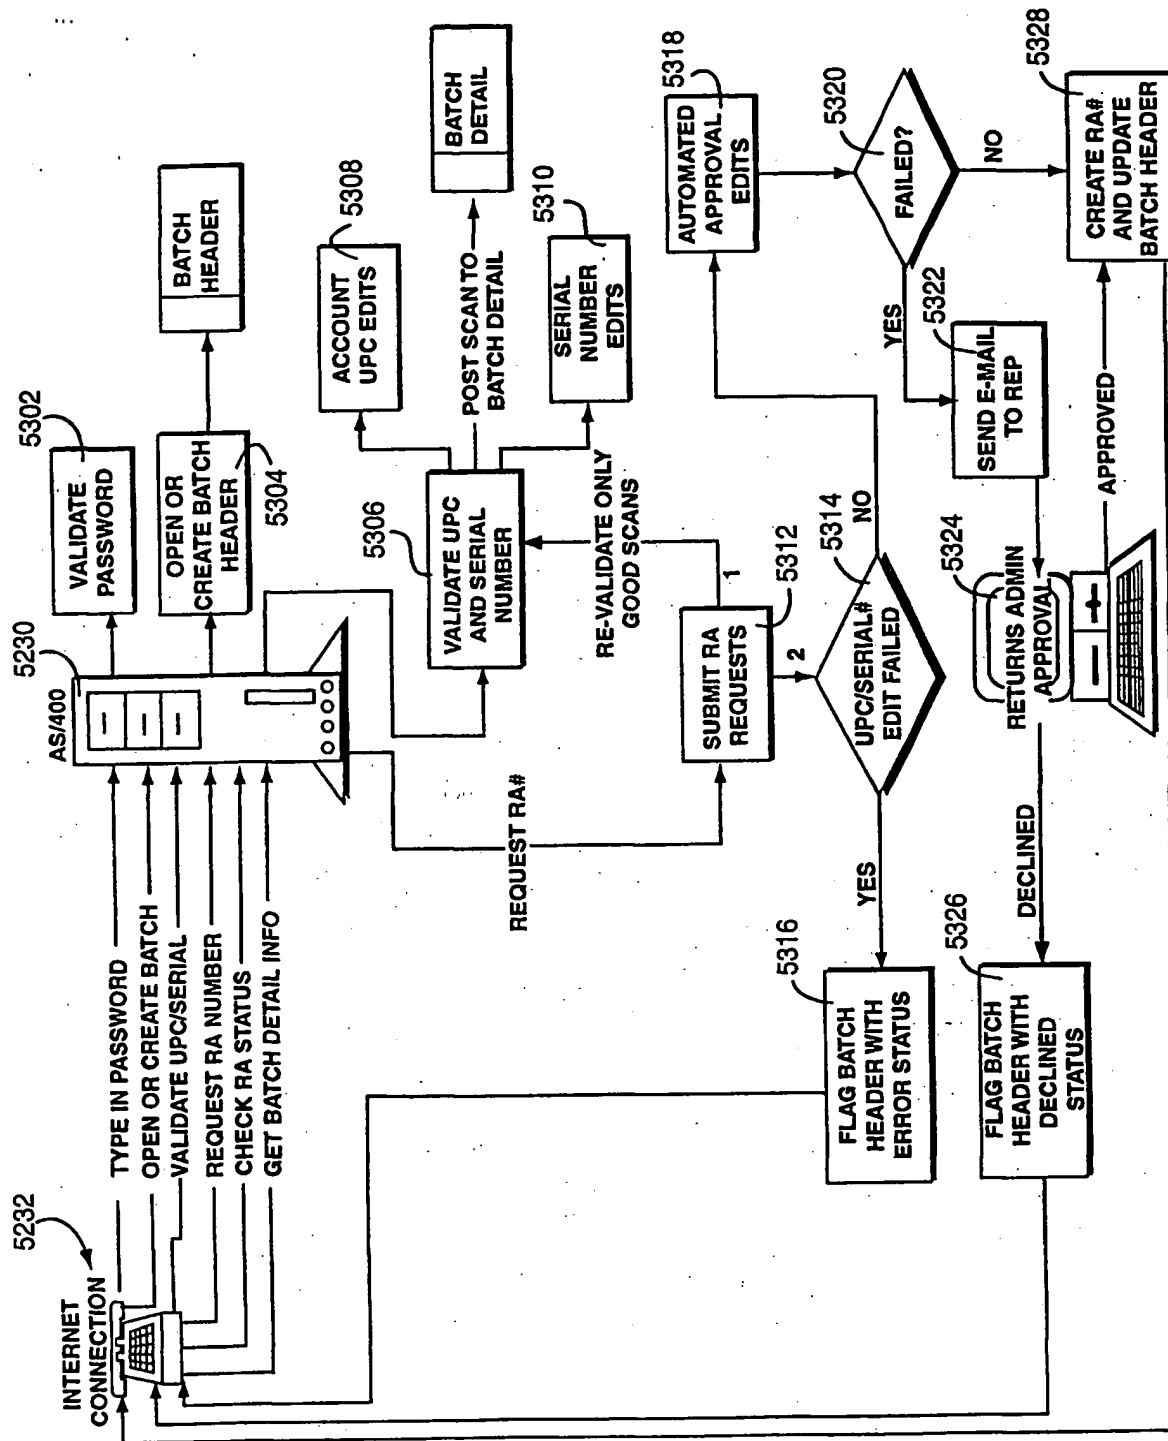 INTERNET
CONNECTION
5232
TYPE IN PASSWORD
OPEN OR CREATE BATCH
VALIDATE UPC/SERIAL
REQUEST RA NUMBER
CHECK RA STATUS
GET BATCH DETAIL INFO
AS/400
5230
VALIDATE
PASSWORD
5302
OPEN OR
CREATE BATCH
HEADER
5304
BATCH
HEADER
ACCOUNT
UPC EDITS
5308
VALIDATE UPC
AND SERIAL
NUMBER
5306
POST SCAN TO
BATCH DETAIL
BATCH
DETAIL
SERIAL
NUMBER
EDITS
5310
RE-VALIDATE ONLY
GOOD SCANS
REQUEST RA#
SUBMIT RA
REQUESTS
5312
1
2
UPC/SERIAL#
EDIT FAILED
5314
YES
NO
FLAG BATCH
HEADER WITH
ERROR STATUS
5316
AUTOMATED
APPROVAL
EDITS
5318
FAILED?
5320
YES
NO
SEND E-MAIL
TO REP
5322
RETURNS ADMIN
APPROVAL
5324
DECLINED
APPROVED
FLAG BATCH
HEADER WITH
DECLINED
STATUS
5326
CREATE RA#
AND UPDATE
BATCH HEADER
5328